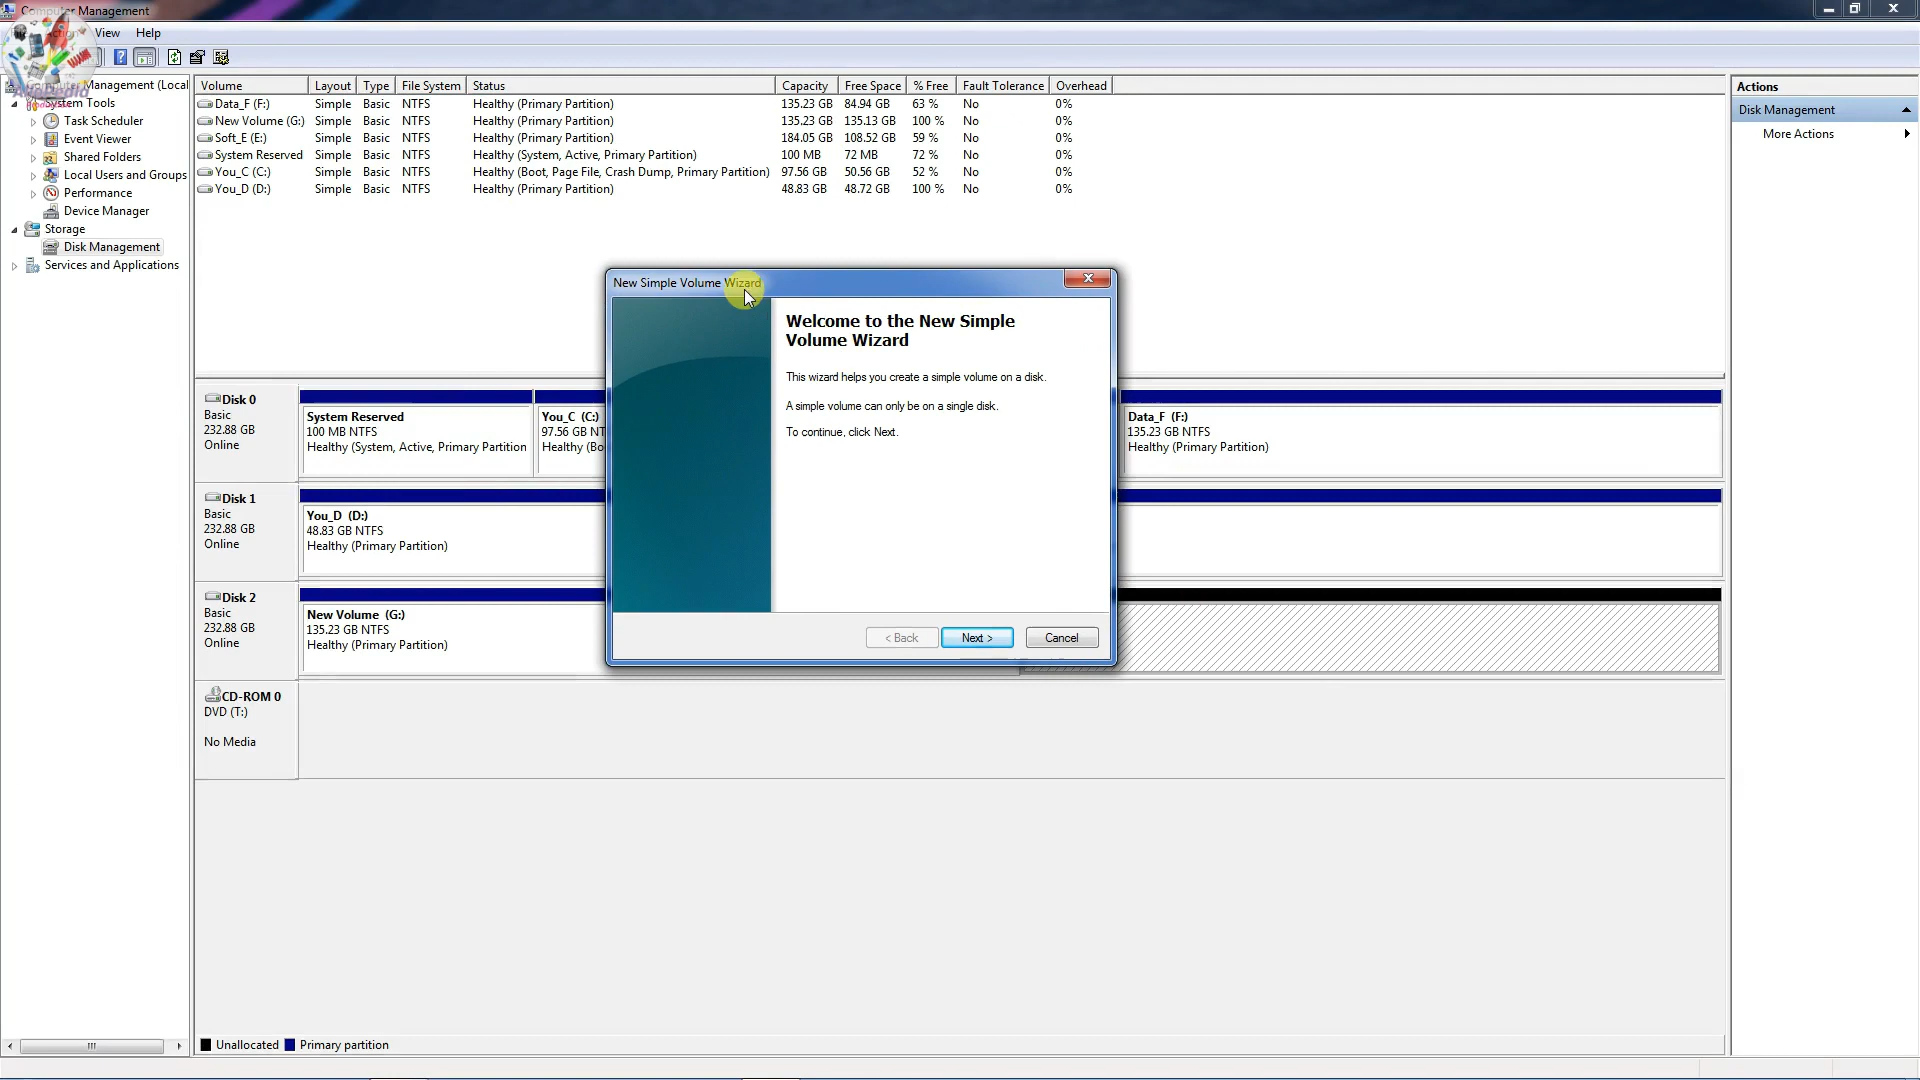 Computer Management
View Help
Management (Local
System Tools
Task Scheduler
Event Viewer
Shared Folders
Local Users and Groups
Performance
Device Manager
Storage
Disk Management
Services and Applications
Volume Layout Type File System Status Capacity Free Space % Free Fault Tolerance Overhead
Data_F (F:) Simple Basic NTFS Healthy (Primary Partition) 135.23 GB 84.94 GB 63 % No 0%
New Volume (G:) Simple Basic NTFS Healthy (Primary Partition) 135.23 GB 135.13 GB 100 % No 0%
Soft_E (E:) Simple Basic NTFS Healthy (Primary Partition) 184.05 GB 108.52 GB 59 % No 0%
System Reserved Simple Basic NTFS Healthy (System, Active, Primary Partition) 100 MB 72 MB 72 % No 0%
You_C (C:) Simple Basic NTFS Healthy (Boot, Page File, Crash Dump, Primary Partition) 97.56 GB 50.56 GB 52 % No 0%
You_D (D:) Simple Basic NTFS Healthy (Primary Partition) 48.83 GB 48.72 GB 100 % No 0%
Actions
Disk Management
More Actions
New Simple Volume Wizard
Welcome to the New Simple
Volume Wizard
This wizard helps you create a simple volume on a disk.
A simple volume can only be on a single disk.
To continue, click Next.
< Back Next > Cancel
Disk 0
Basic
232.88 GB
Online
System Reserved
100 MB NTFS
Healthy (System, Active, Primary Partition
You_C (C:)
97.56 GB NT
Healthy (Bo
Data_F (F:)
135.23 GB NTFS
Healthy (Primary Partition)
Disk 1
Basic
232.88 GB
Online
You_D (D:)
48.83 GB NTFS
Healthy (Primary Partition)
Disk 2
Basic
232.88 GB
Online
New Volume (G:)
135.23 GB NTFS
Healthy (Primary Partition)
CD-ROM 0
DVD (T:)
No Media
Unallocated Primary partition